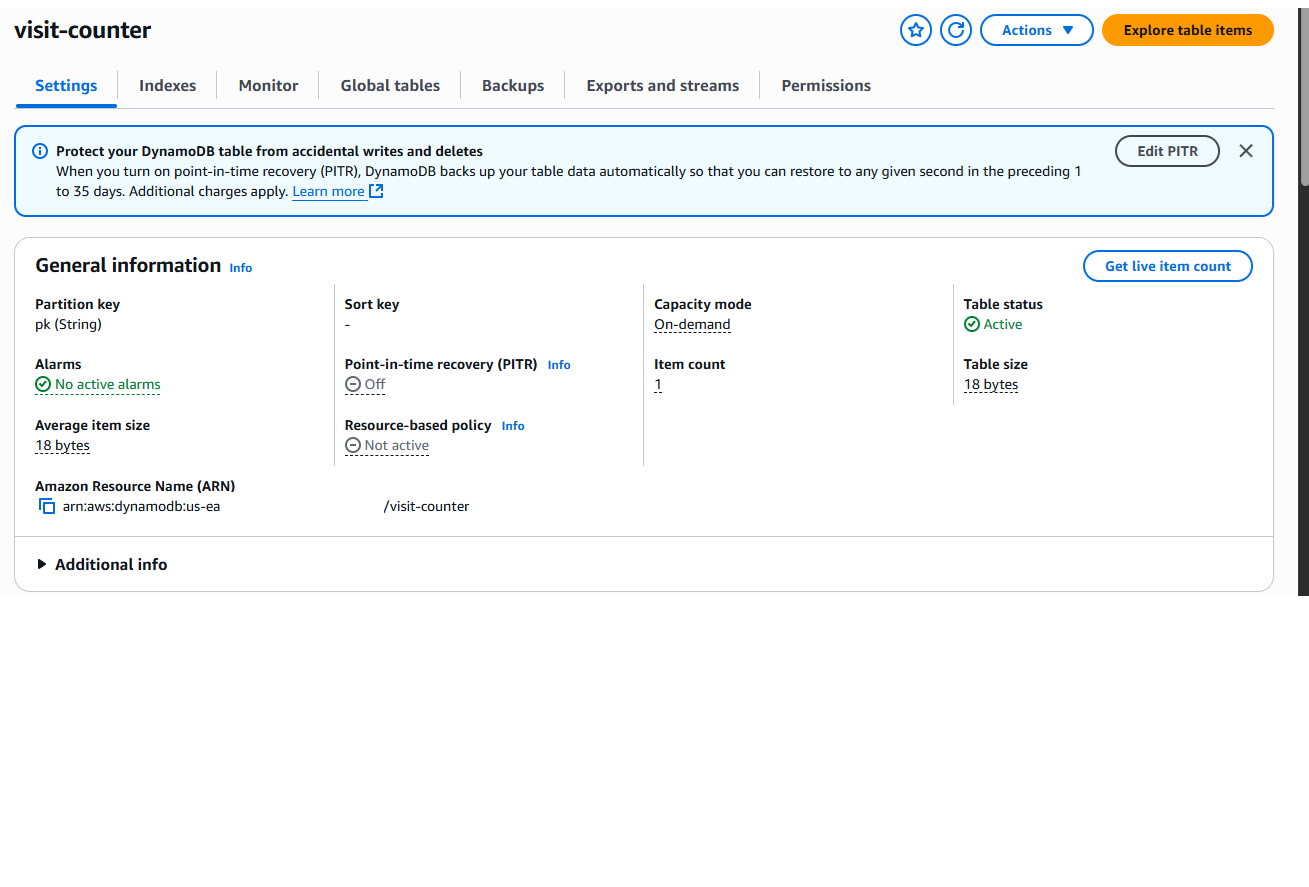 visit-counter
Actions
Explore table items
Settings
Indexes
Monitor
Global tables
Backups
Exports and streams
Permissions
Protect your DynamoDB table from accidental writes and deletes
When you turn on point-in-time recovery (PITR), DynamoDB backs up your table data automatically so that you can restore to any given second in the preceding 1
to 35 days. Additional charges apply. Learn more
Edit PITR
General information Info
Get live item count
Partition key
pk (String)
Sort key
-
Capacity mode
On-demand
Table status
Active
Alarms
No active alarms
Point-in-time recovery (PITR) Info
Off
Item count
1
Table size
18 bytes
Average item size
18 bytes
Resource-based policy Info
Not active
Amazon Resource Name (ARN)
arn:aws:dynamodb:us-ea /visit-counter
Additional info